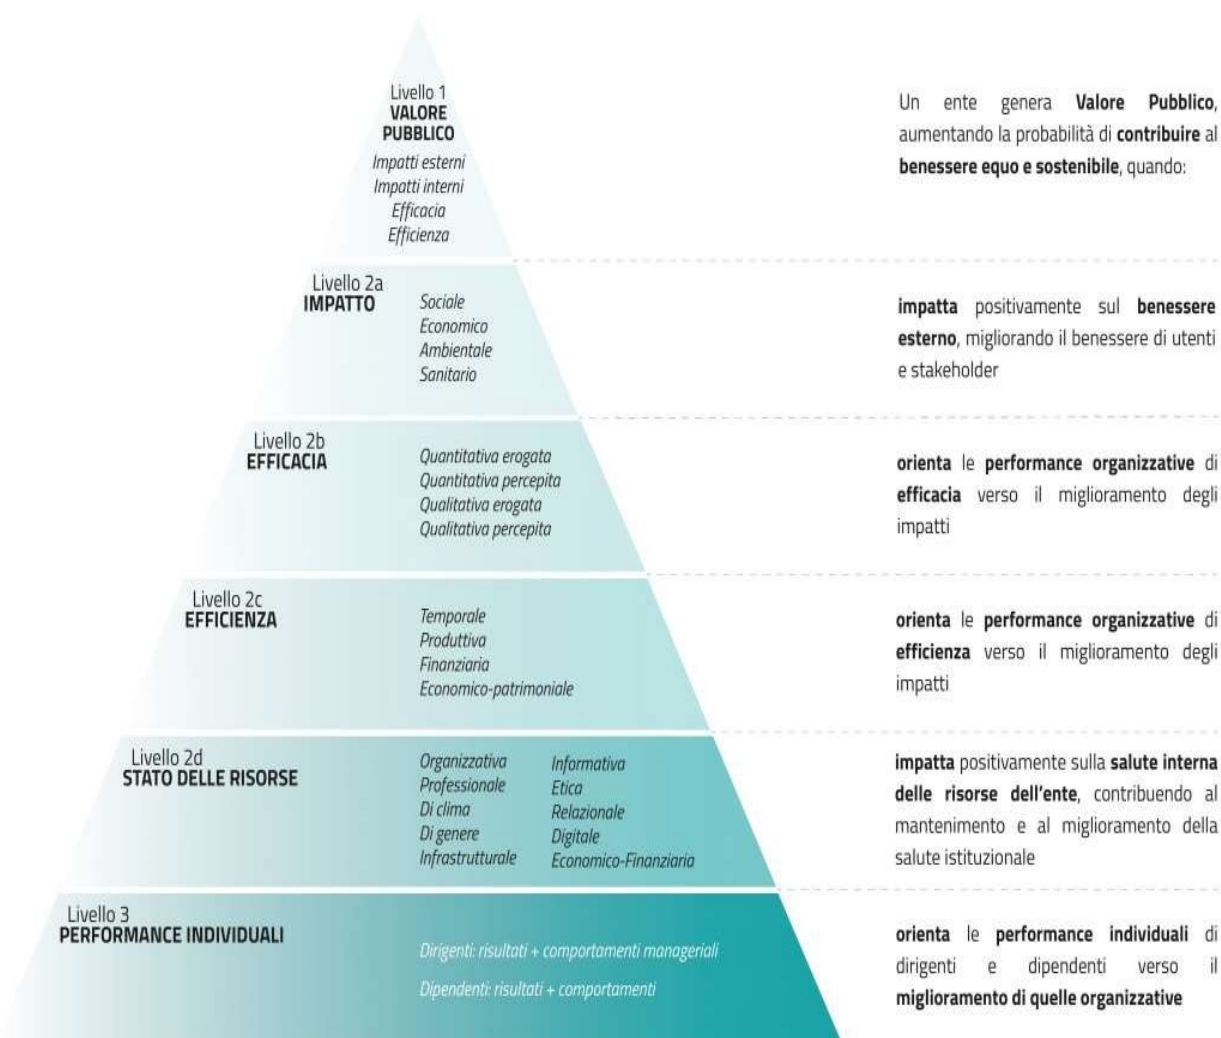 Livello 1
VALORE
PUBBLICO
Impatti esterni
Impatti interni
Efficacia
Efficienza
Un ente genera Valore Pubblico,
aumentando la probabilità di contribuire al
benessere equo e sostenibile, quando:
Livello 2a
IMPATTO
Sociale
Economico
Ambientale
Sanitario
impatta positivamente sul benessere
esterno, migliorando il benessere di utenti
e stakeholder
Livello 2b
EFFICACIA
Quantitativa erogata
Quantitativa percepita
Qualitativa erogata
Qualitativa percepita
orienta le performance organizzative di
efficacia verso il miglioramento degli
impatti
Livello 2c
EFFICIENZA
Temporale
Produttiva
Finanziaria
Economico-patrimoniale
orienta le performance organizzative di
efficienza verso il miglioramento degli
impatti
Livello 2d
STATO DELLE RISORSE
Organizzativa
Professionale
Di clima
Di genere
Infrastrutturale
Informativa
Etica
Relazionale
Digitale
Economico-Finanziaria
impatta positivamente sulla salute interna
delle risorse dell'ente, contribuendo al
mantenimento e al miglioramento della
salute istituzionale
Livello 3
PERFORMANCE INDIVIDUALI
Dirigenti: risultati + comportamenti manageriali
Dipendenti: risultati + comportamenti
orienta le performance individuali di
dirigenti e dipendenti verso il
miglioramento di quelle organizzative